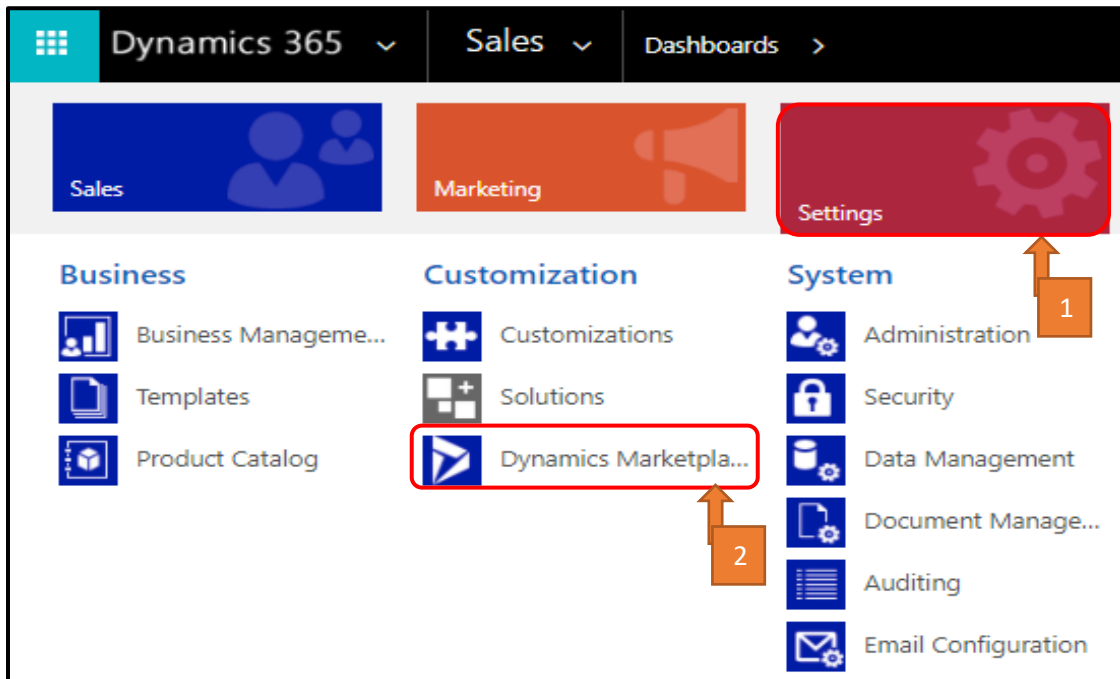 Dynamics 365 Sales Dashboards >
Sales Marketing Settings
Business
Business Manageme...
Templates
Product Catalog
Customization
Customizations
Solutions
Dynamics Marketpla...
2
System
1
Administration
Security
Data Management
Document Manage...
Auditing
Email Configuration